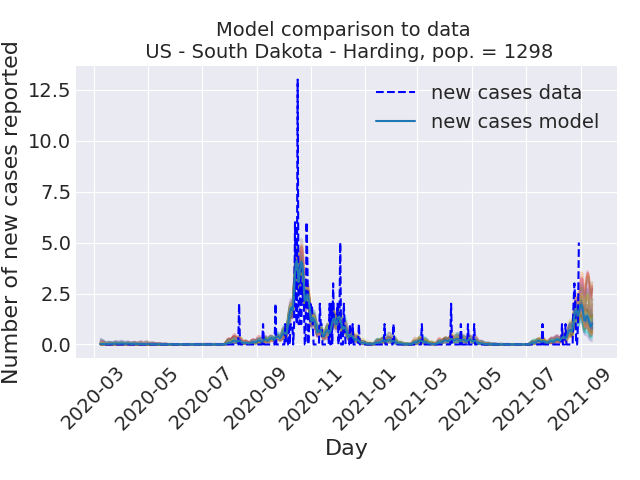 Model comparison to data
US - South Dakota - Harding, pop. = 1298
Number of new cases reported
12.5
10.0
7.5
5.0
2.5
0.0
new cases data
new cases model
2020-03
2020-05
2020-07
2020-09
2020-11
2021-01
2021-03
2021-05
2021-07
2021-09
Day